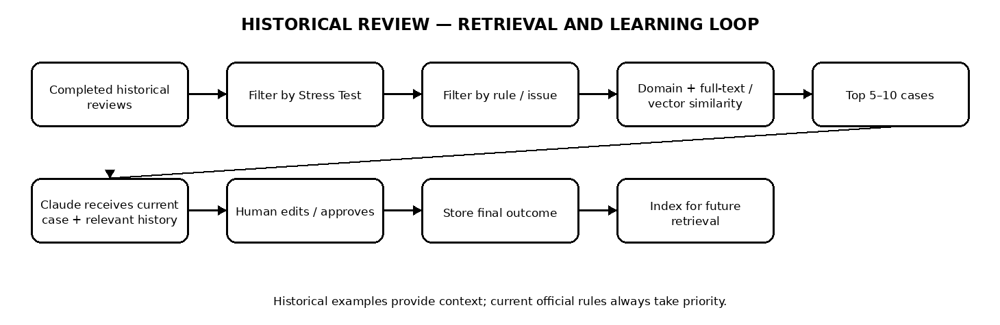 HISTORICAL REVIEW — RETRIEVAL AND LEARNING LOOP
Completed historical
reviews
Filter by Stress Test
Filter by rule / issue
Domain + full-text /
vector similarity
Top 5–10 cases
Claude receives current
case + relevant history
Human edits / approves
Store final outcome
Index for future
retrieval
Historical examples provide context; current official rules always take priority.